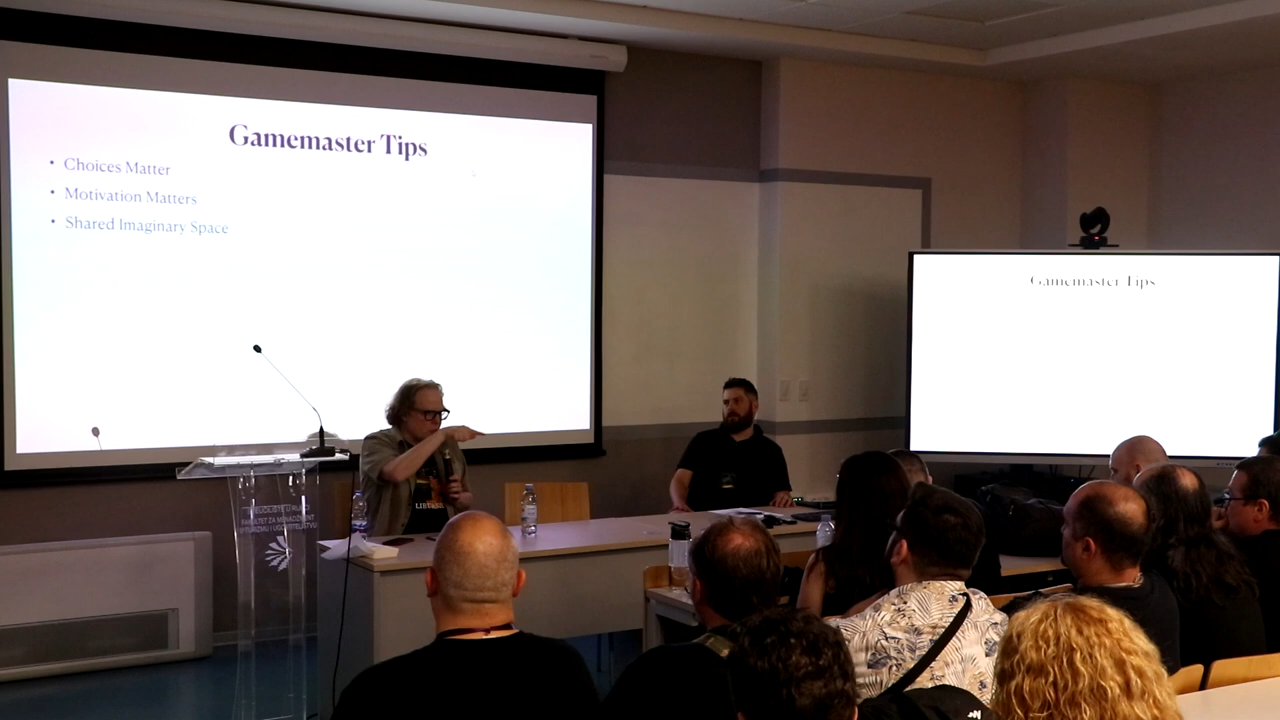 Gamemaster Tips
• Choices Matter
• Motivation Matters
• Shared Imaginary Space
Gamemaster Tips